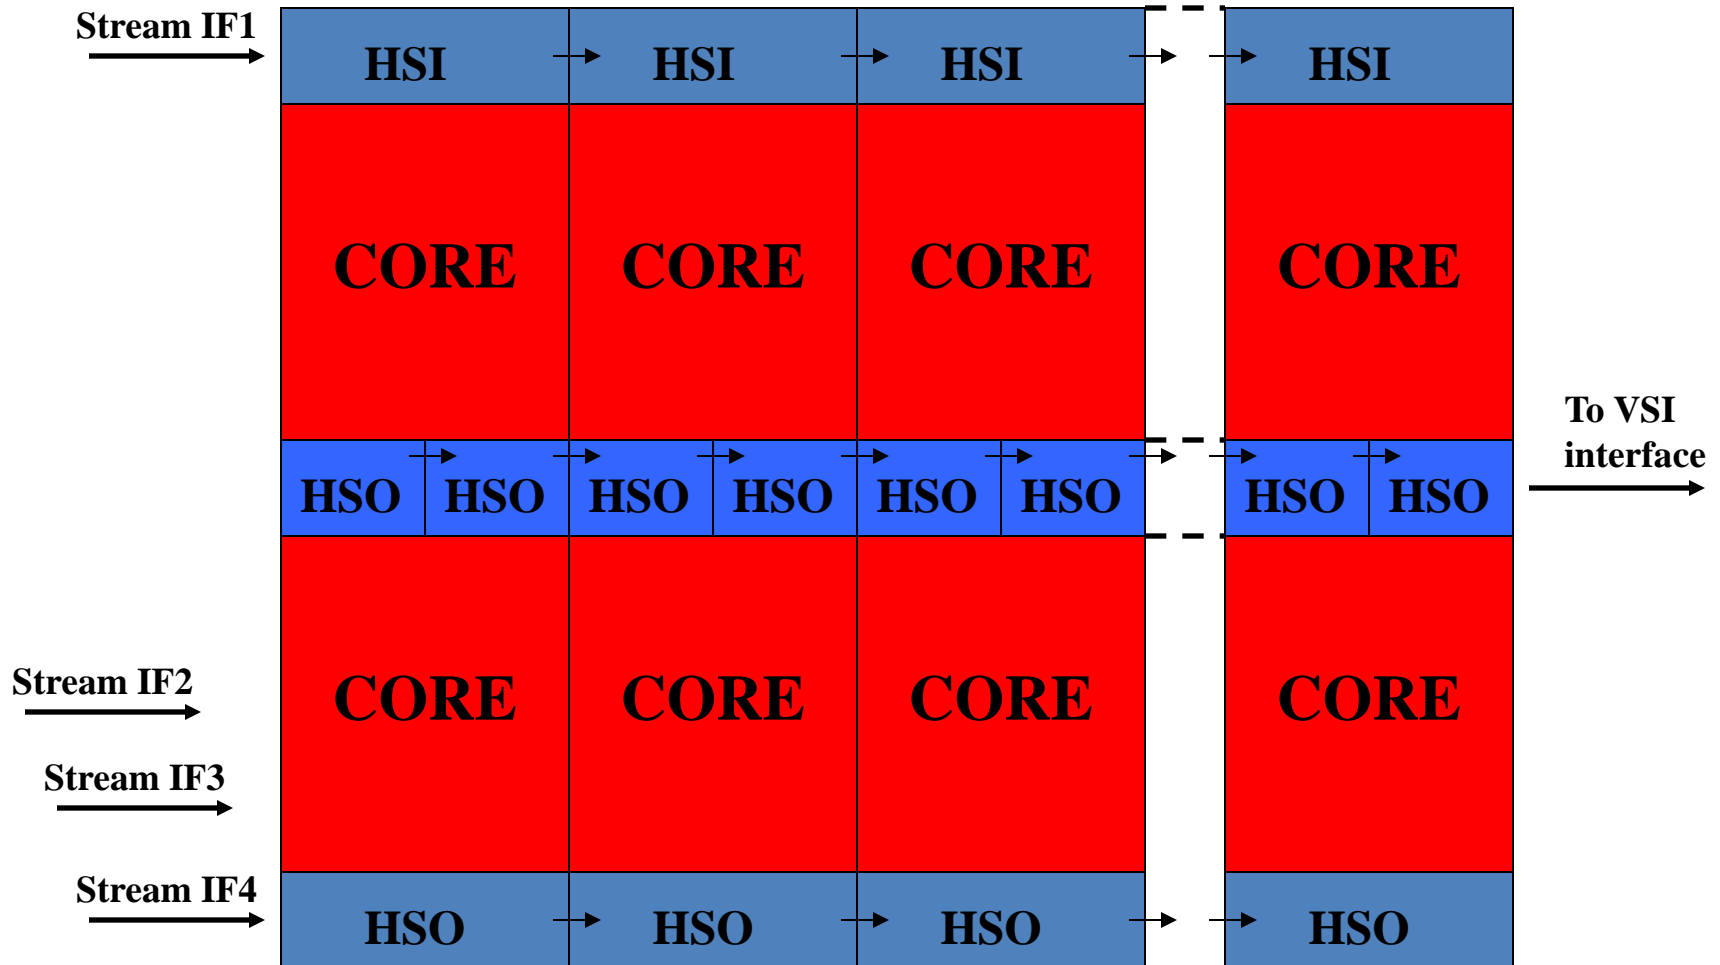 Stream IF1
HSI HSI HSI HSI
CORE CORE CORE CORE
To VSI
interface
HSO HSO HSO HSO HSO HSO HSO HSO
Stream IF2
CORE CORE CORE CORE
Stream IF3
Stream IF4
HSO HSO HSO HSO